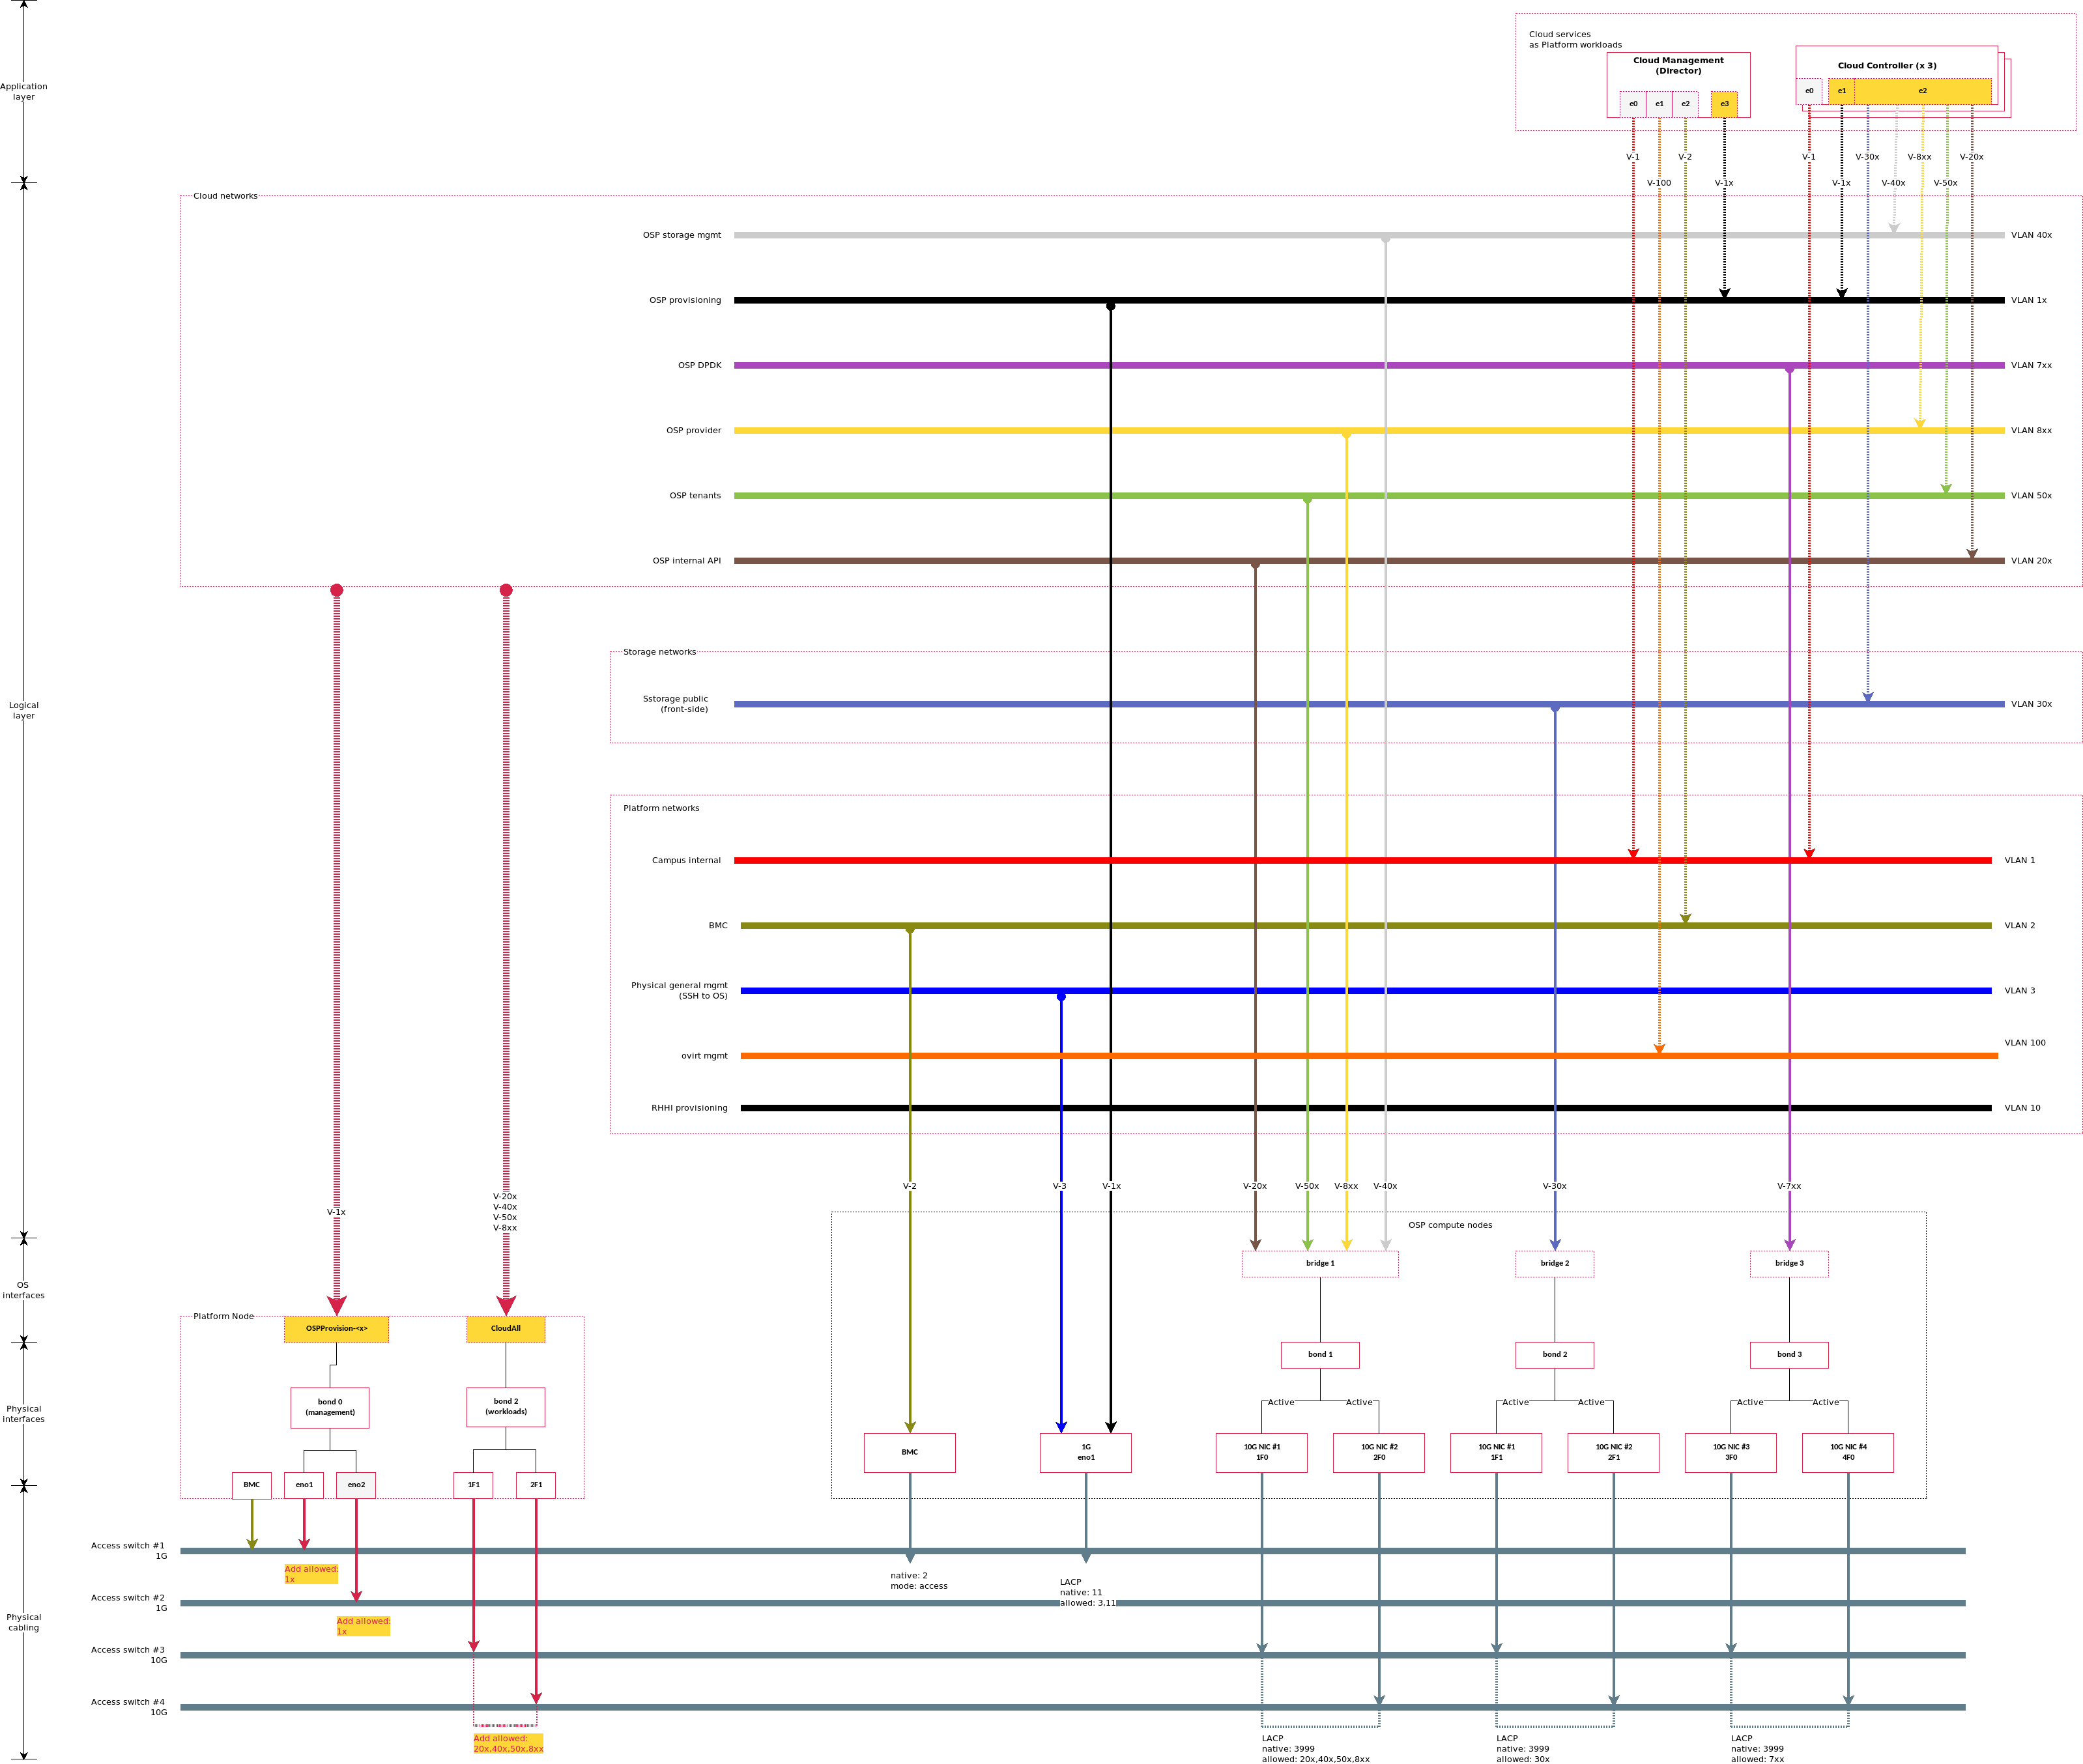 Cloud services
as Platform workloads
Cloud Management
(Director)
Cloud Controller (x 3)
e0
e1
e2
e3
e0
e1
e2
Application
layer
V-1
V-2
V-1
V-30x
V-8xx
V-20x
V-100
V-1x
V-1x
V-40x
V-50x
Cloud networks
OSP storage mgmt
VLAN 40x
OSP provisioning
VLAN 1x
OSP DPDK
VLAN 7xx
OSP provider
VLAN 8xx
OSP tenants
VLAN 50x
OSP internal API
VLAN 20x
Storage networks
Sstorage public
(front-side)
VLAN 30x
Logical
layer
Platform networks
Campus internal
VLAN 1
BMC
VLAN 2
Physical general mgmt
(SSH to OS)
VLAN 3
ovirt mgmt
VLAN 100
RHHI provisioning
VLAN 10
V-1x
V-20x
V-40x
V-50x
V-8xx
V-2
V-3
V-1x
V-20x
V-50x
V-8xx
V-40x
V-30x
V-7xx
OSP compute nodes
OS
interfaces
bridge 1
bridge 2
bridge 3
Platform Node
OSPProvision-<x>
CloudAll
bond 1
bond 2
bond 3
Physical
interfaces
bond 0
(management)
bond 2
(workloads)
Active
Active
Active
Active
Active
Active
BMC
1G
eno1
10G NIC #1
1F0
10G NIC #2
2F0
10G NIC #1
1F1
10G NIC #2
2F1
10G NIC #3
3F0
10G NIC #4
4F0
BMC
eno1
eno2
1F1
2F1
Physical
cabling
Access switch #1
1G
Add allowed:
1x
native: 2
mode: access
LACP
native: 11
allowed: 3,11
Access switch #2
1G
Add allowed:
1x
Access switch #3
10G
Access switch #4
10G
Add allowed:
20x,40x,50x,8xx
LACP
native: 3999
allowed: 20x,40x,50x,8xx
LACP
native: 3999
allowed: 30x
LACP
native: 3999
allowed: 7xx